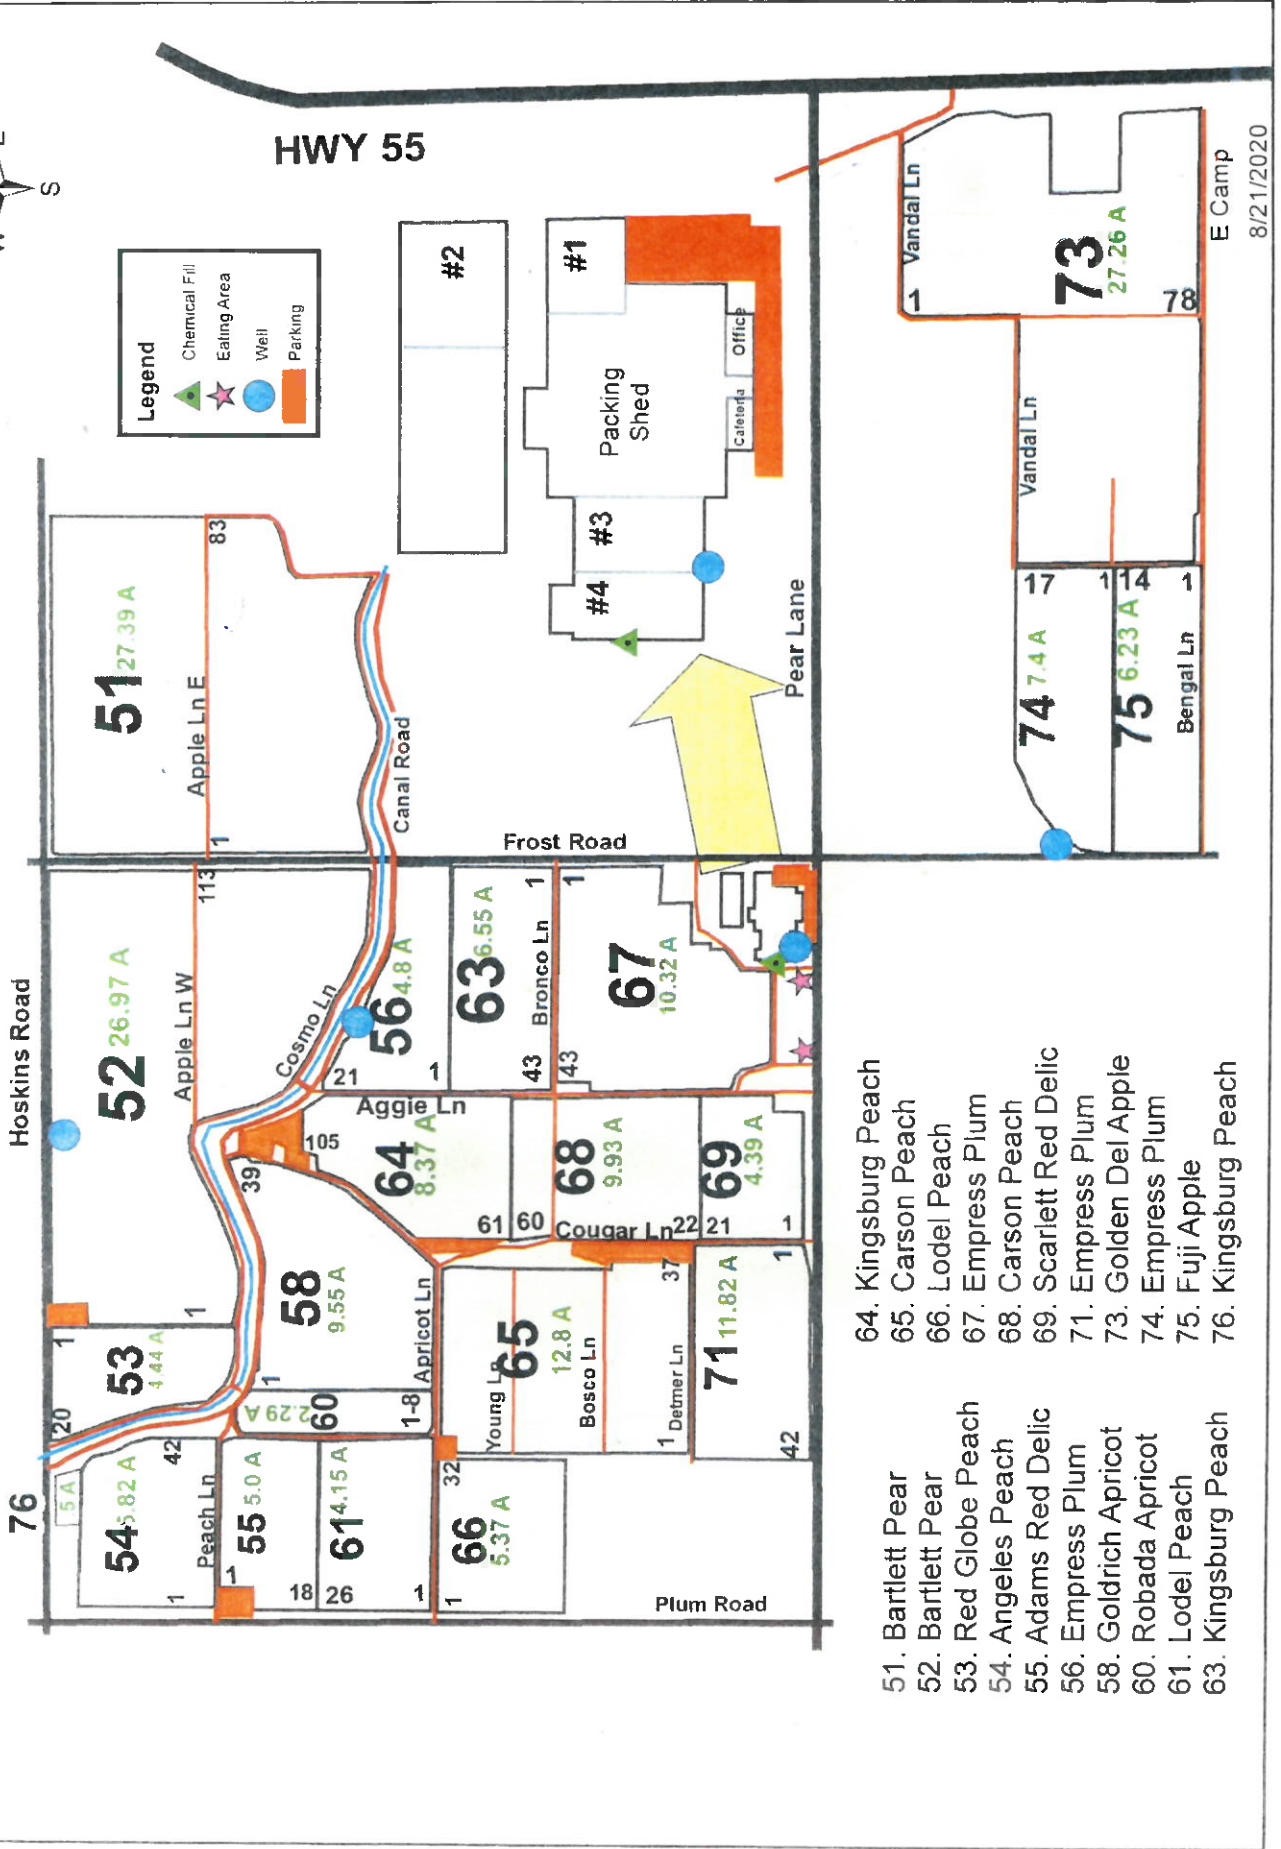 E
W
S
HWY 55
Legend
Chemical Fill
Eating Area
Well
Parking
Hoskins Road
76
5 A
54
5.82 A
1
42
Peach Ln
53
4.44 A
20
1
52
26.97 A
1
Apple Ln W
113
51
27.39 A
Apple Ln E
1
83
Canal Road
Cosmo Ln
55
5.0 A
1
18
61
4.15 A
26
1
60
2.29 A
1-8
58
9.55 A
1
39
Apricot Ln
105
64
8.37 A
61
Aggie Ln
56
4.8 A
21
1
63
6.55 A
43
1
Bronco Ln
Frost Road
66
5.37 A
1
32
65
12.8 A
Young Ln
Bosco Ln
1
37
Detmer Ln
71
11.82 A
42
1
68
9.93 A
60
22
Cougar Ln
69
4.39 A
21
1
67
10.32 A
43
1
Plum Road
Pear Lane
#2
#1
#3
#4
Packing
Shed
Cafeteria
Office
Vandal Ln
1
73
27.26 A
78
Vandal Ln
74
7.4 A
17
1
75
6.23 A
14
1
Bengal Ln
E Camp
8/21/2020
51. Bartlett Pear
52. Bartlett Pear
53. Red Globe Peach
54. Angeles Peach
55. Adams Red Delic
56. Empress Plum
58. Goldrich Apricot
60. Robada Apricot
61. Lodel Peach
63. Kingsburg Peach
64. Kingsburg Peach
65. Carson Peach
66. Lodel Peach
67. Empress Plum
68. Carson Peach
69. Scarlett Red Delic
71. Empress Plum
73. Golden Del Apple
74. Empress Plum
75. Fuji Apple
76. Kingsburg Peach